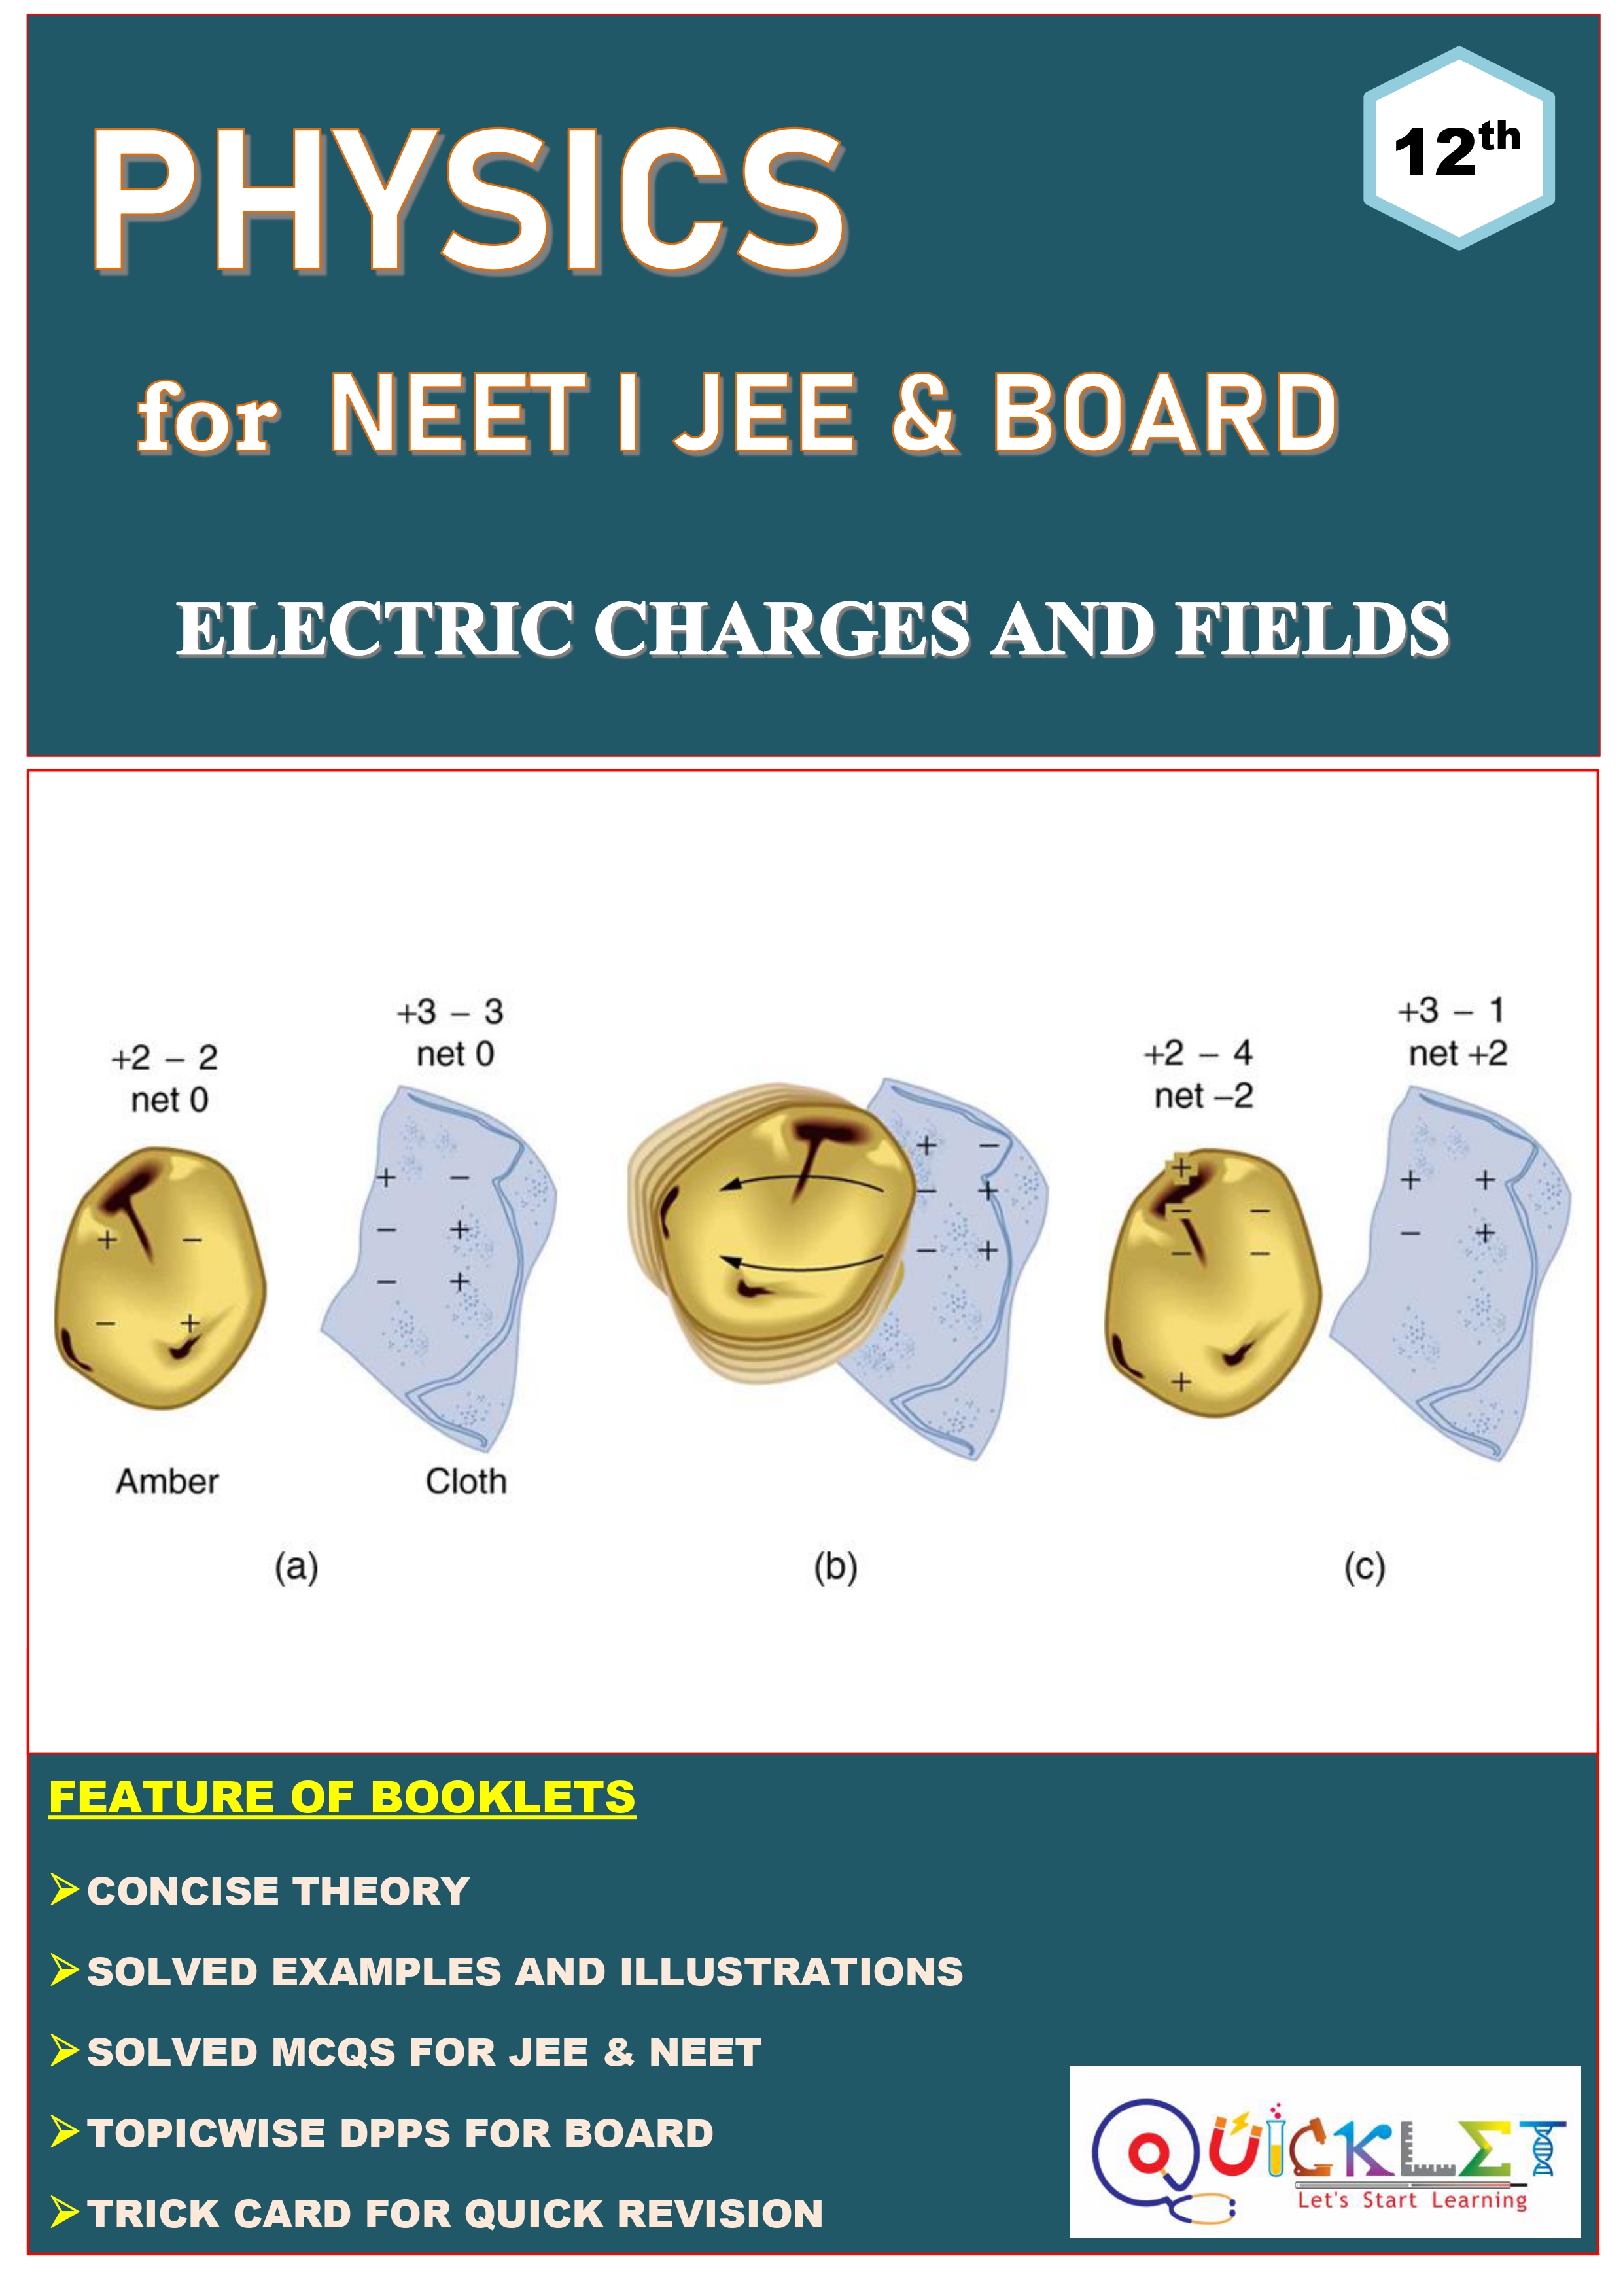 12th
PHYSICS
for NEET I JEE & BOARD
ELECTRIC CHARGES AND FIELDS
+2 – 2
net 0
+3 – 3
net 0
+2 – 4
net –2
+3 – 1
net +2
+ –
– +
+ –
– +
– +
+ –
– +
– +
+
– –
– –
+
+ +
– +
Amber
Cloth
(a)
(b)
(c)
FEATURE OF BOOKLETS
➢ CONCISE THEORY
➢ SOLVED EXAMPLES AND ILLUSTRATIONS
➢ SOLVED MCQS FOR JEE & NEET
➢ TOPICWISE DPPS FOR BOARD
➢ TRICK CARD FOR QUICK REVISION
QUICKLET
Let's Start Learning